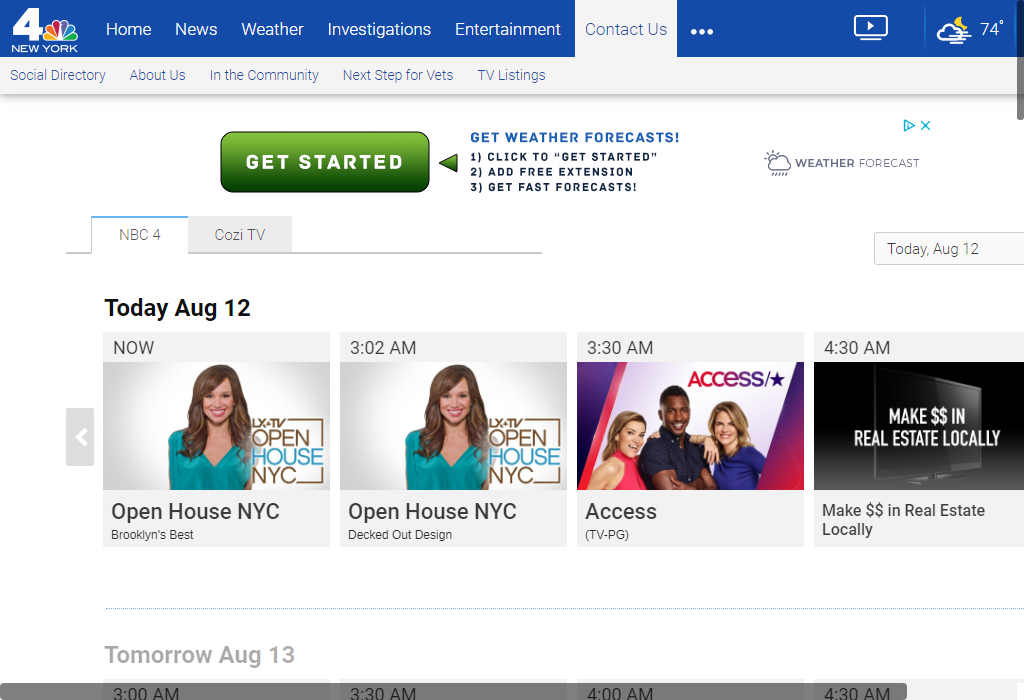 4
NEW YORK
Home
News
Weather
Investigations
Entertainment
Contact Us
74°
Social Directory
About Us
In the Community
Next Step for Vets
TV Listings
GET STARTED
GET WEATHER FORECASTS!
1) CLICK TO "GET STARTED"
2) ADD FREE EXTENSION
3) GET FAST FORECASTS!
WEATHER FORECAST
NBC 4
Cozi TV
Today, Aug 12
Today Aug 12
NOW
LX•TV
OPEN
HOUSE
NYC
Open House NYC
Brooklyn's Best
3:02 AM
LX•TV
OPEN
HOUSE
NYC
Open House NYC
Decked Out Design
3:30 AM
ACCESS/★
Access
(TV-PG)
4:30 AM
MAKE $$ IN
REAL ESTATE LOCALLY
Make $$ in Real Estate
Locally
Tomorrow Aug 13
3:00 AM
3:30 AM
4:00 AM
4:30 AM